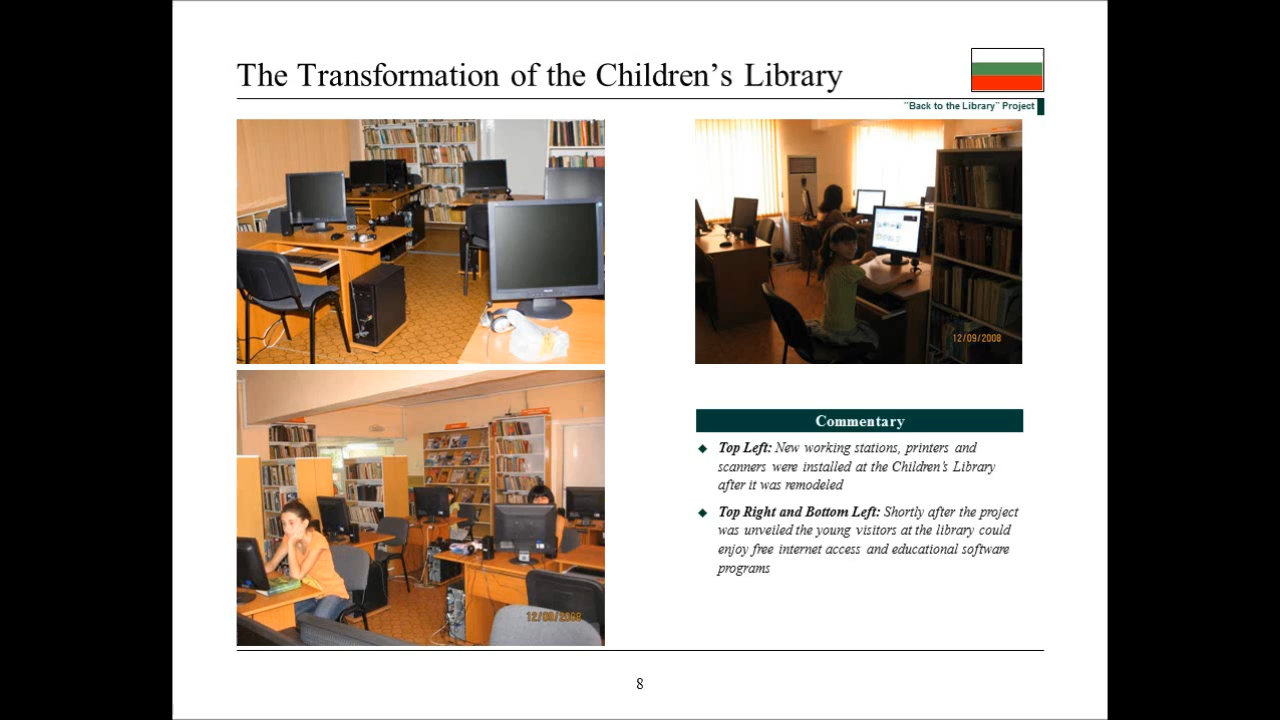 The Transformation of the Children's Library
"Back to the Library" Project
12/09/2008
12/09/2008
Commentary
Top Left: New working stations, printers and
scanners were installed at the Children's Library
after it was remodeled
Top Right and Bottom Left: Shortly after the project
was unveiled the young visitors at the library could
enjoy free internet access and educational software
programs
8